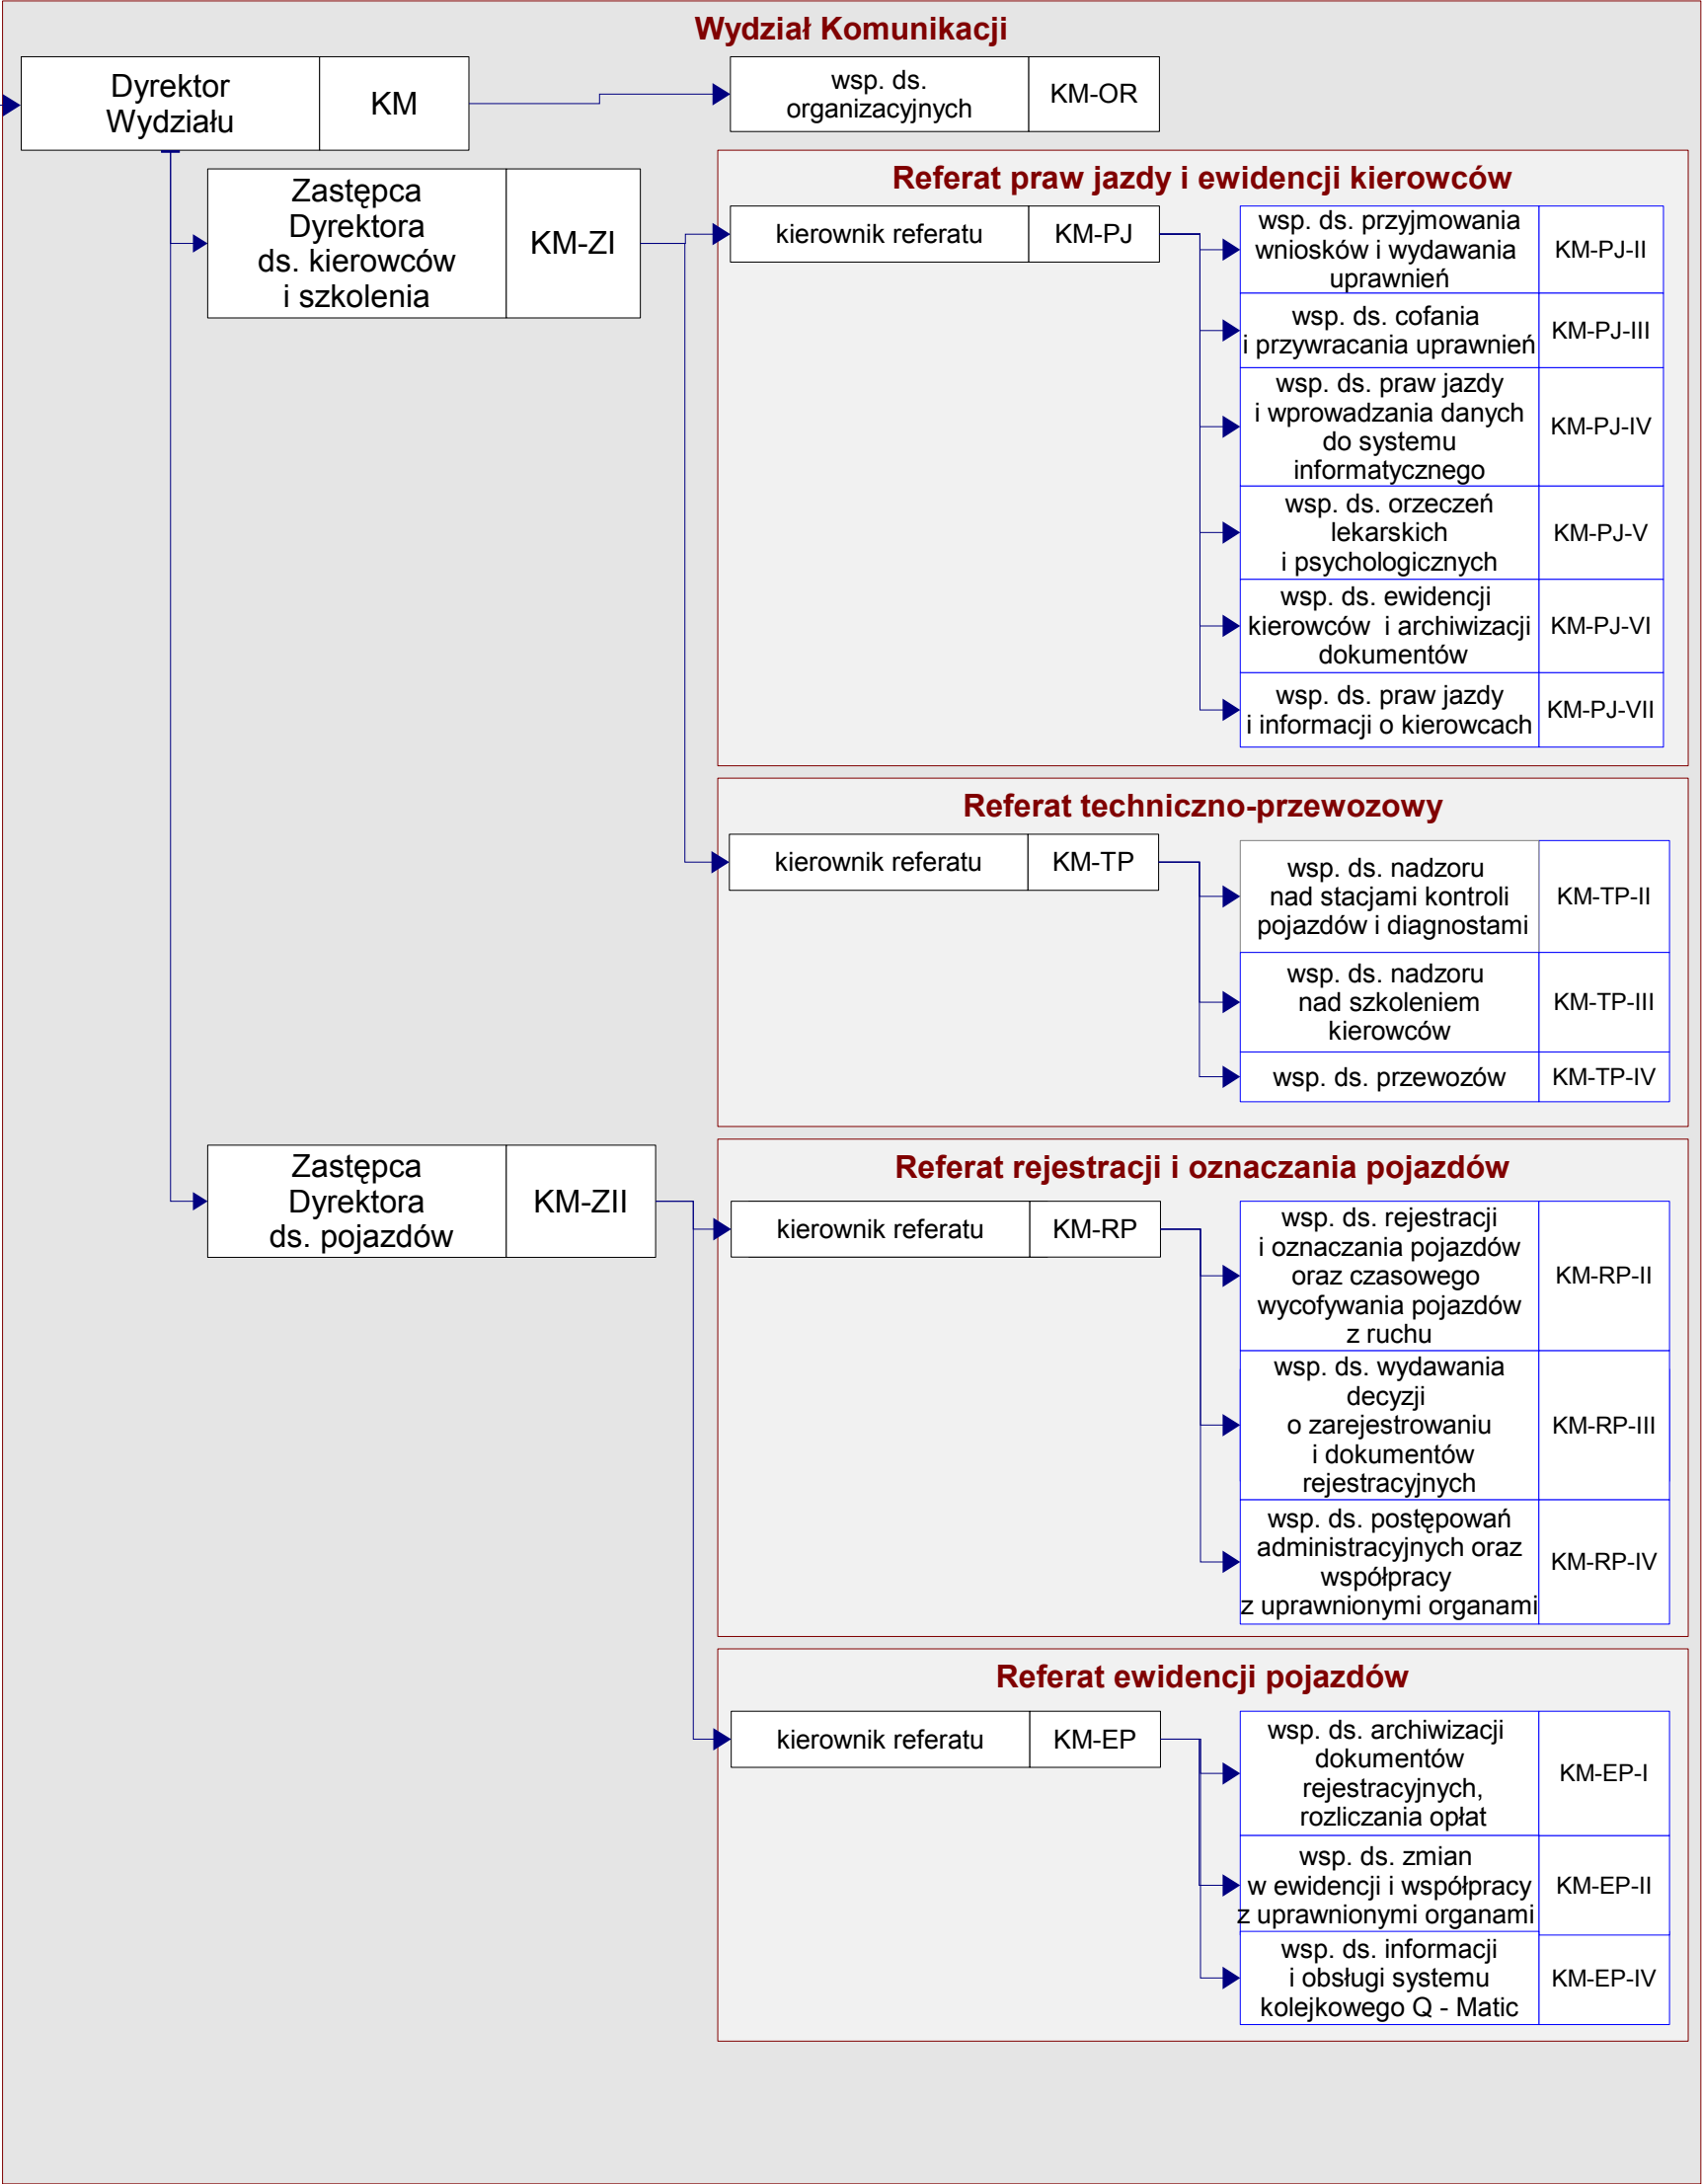 Wydział Komunikacji
Dyrektor
Wydziału
KM
wsp. ds.
organizacyjnych
KM-OR
Zastępca
Dyrektora
ds. kierowców
i szkolenia
KM-ZI
Referat praw jazdy i ewidencji kierowców
kierownik referatu
KM-PJ
wsp. ds. przyjmowania
wniosków i wydawania
uprawnień
KM-PJ-II
wsp. ds. cofania
i przywracania uprawnień
KM-PJ-III
wsp. ds. praw jazdy
i wprowadzania danych
do systemu
informatycznego
KM-PJ-IV
wsp. ds. orzeczeń
lekarskich
i psychologicznych
KM-PJ-V
wsp. ds. ewidencji
kierowców i archiwizacji
dokumentów
KM-PJ-VI
wsp. ds. praw jazdy
i informacji o kierowcach
KM-PJ-VII
Referat techniczno-przewozowy
kierownik referatu
KM-TP
wsp. ds. nadzoru
nad stacjami kontroli
pojazdów i diagnostami
KM-TP-II
wsp. ds. nadzoru
nad szkoleniem
kierowców
KM-TP-III
wsp. ds. przewozów
KM-TP-IV
Zastępca
Dyrektora
ds. pojazdów
KM-ZII
Referat rejestracji i oznaczania pojazdów
kierownik referatu
KM-RP
wsp. ds. rejestracji
i oznaczania pojazdów
oraz czasowego
wycofywania pojazdów
z ruchu
KM-RP-II
wsp. ds. wydawania
decyzji
o zarejestrowaniu
i dokumentów
rejestracyjnych
KM-RP-III
wsp. ds. postępowań
administracyjnych oraz
współpracy
z uprawnionymi organami
KM-RP-IV
Referat ewidencji pojazdów
kierownik referatu
KM-EP
wsp. ds. archiwizacji
dokumentów
rejestracyjnych,
rozliczania opłat
KM-EP-I
wsp. ds. zmian
w ewidencji i współpracy
z uprawnionymi organami
KM-EP-II
wsp. ds. informacji
i obsługi systemu
kolejkowego Q - Matic
KM-EP-IV